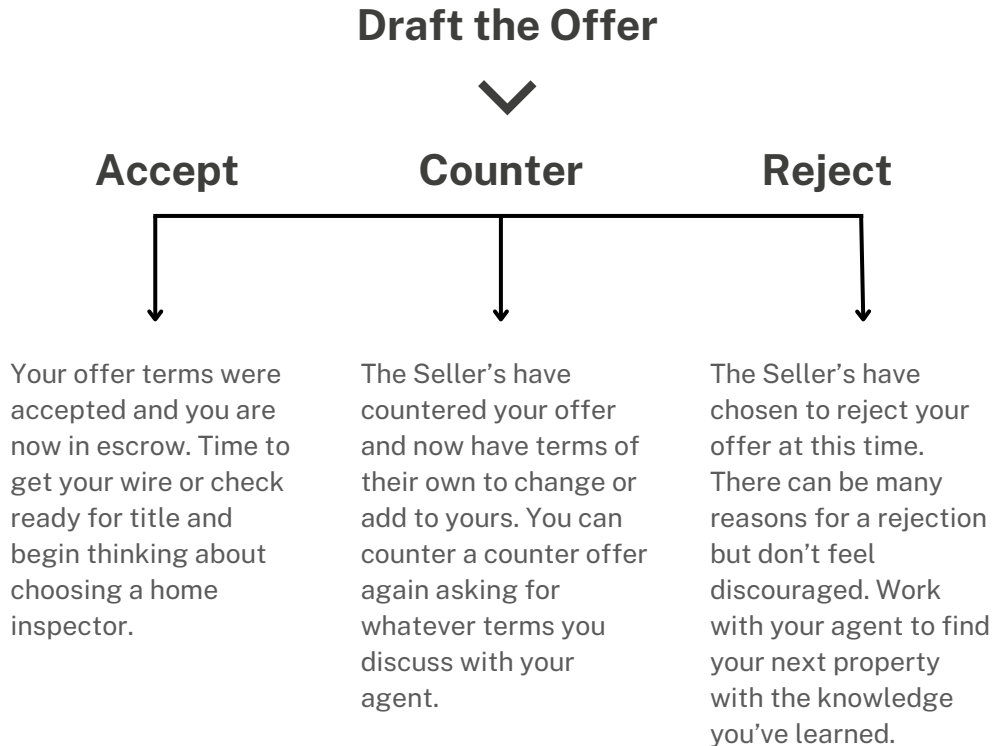 Draft the Offer
Accept
Counter
Reject
Your offer terms were
accepted and you are
now in escrow. Time to
get your wire or check
ready for title and
begin thinking about
choosing a home
inspector.
The Seller’s have
countered your offer
and now have terms of
their own to change or
add to yours. You can
counter a counter offer
again asking for
whatever terms you
discuss with your
agent.
The Seller’s have
chosen to reject your
offer at this time.
There can be many
reasons for a rejection
but don’t feel
discouraged. Work
with your agent to find
your next property
with the knowledge
you’ve learned.